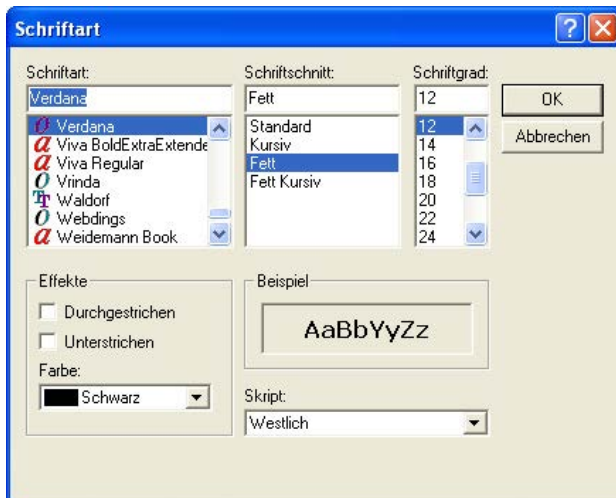 Schriftart
Schriftart:
Verdana
Verdana
Viva BoldExtraExtende
Viva Regular
Vrinda
Waldorf
Webdings
Weidemann Book
Schriftschnitt:
Fett
Standard
Kursiv
Fett
Fett Kursiv
Schriftgrad:
12
12
14
16
18
20
22
24
OK
Abbrechen
Effekte
Durchgestrichen
Unterstrichen
Farbe:
Schwarz
Beispiel
AaBbYyZz
Skript:
Westlich